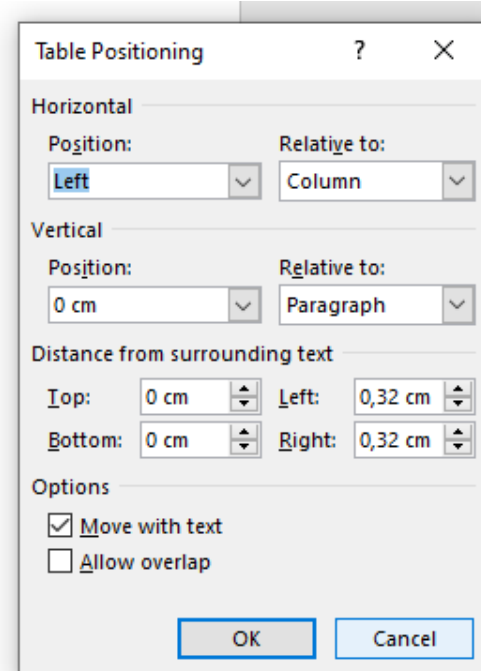 Table Positioning ? ×
Horizontal
Position: Relative to:
Left Column
Vertical
Position: Relative to:
0 cm Paragraph
Distance from surrounding text
Top: 0 cm Left: 0,32 cm
Bottom: 0 cm Right: 0,32 cm
Options
Move with text
Allow overlap
OK Cancel